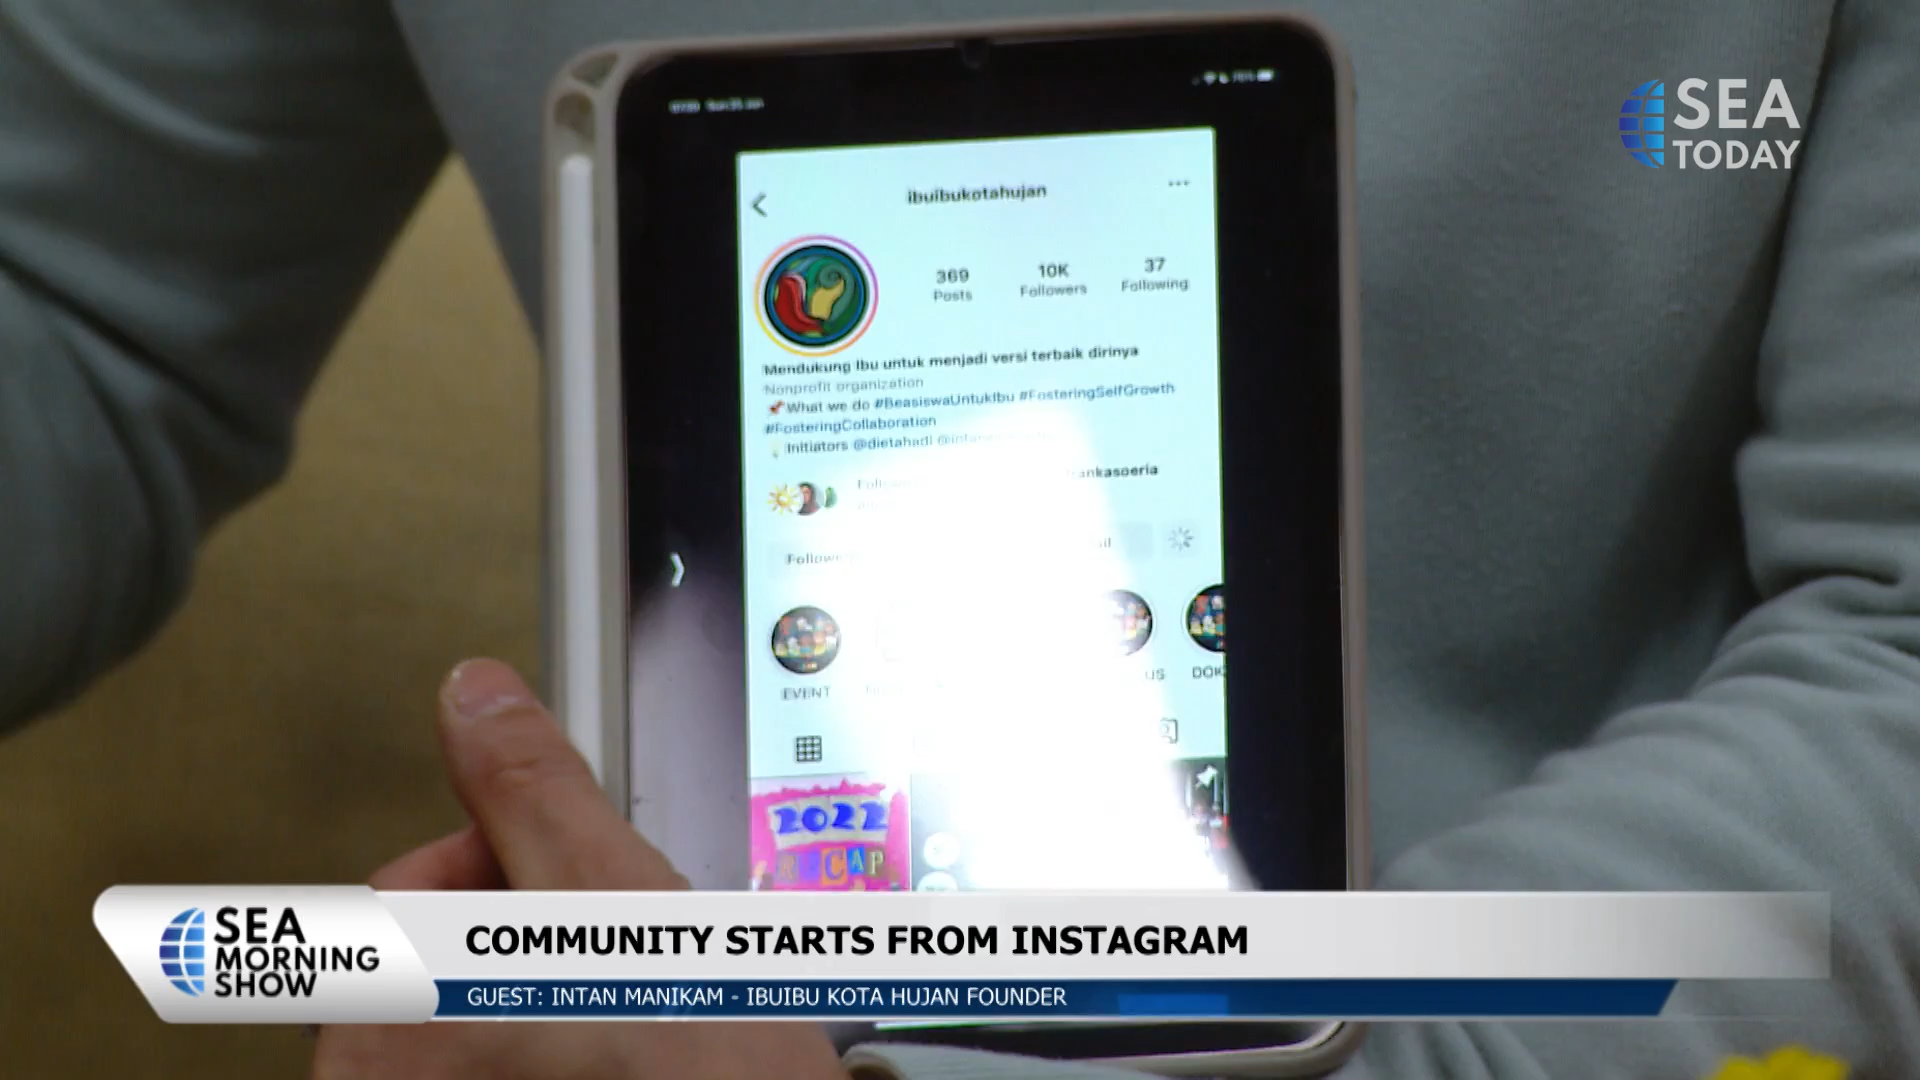 SEA
TODAY
ibuibukotahujan
369
Posts
10K
Followers
37
Following
Mendukung Ibu untuk menjadi versi terbaik dirinya
Nonprofit organization
What we do #BeasiswaUntukIbu #FosteringSelfGrowth
#FosteringCollaboration
Initiators @dietahadi
EVENT
2022
RECAP
SEA
MORNING
SHOW
COMMUNITY STARTS FROM INSTAGRAM
GUEST: INTAN MANIKAM - IBUIBU KOTA HUJAN FOUNDER